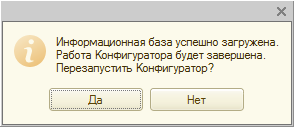 Информационная база успешно загружена.
Работа Конфигуратора будет завершена.
Перезапустить Конфигуратор?
Да Нет